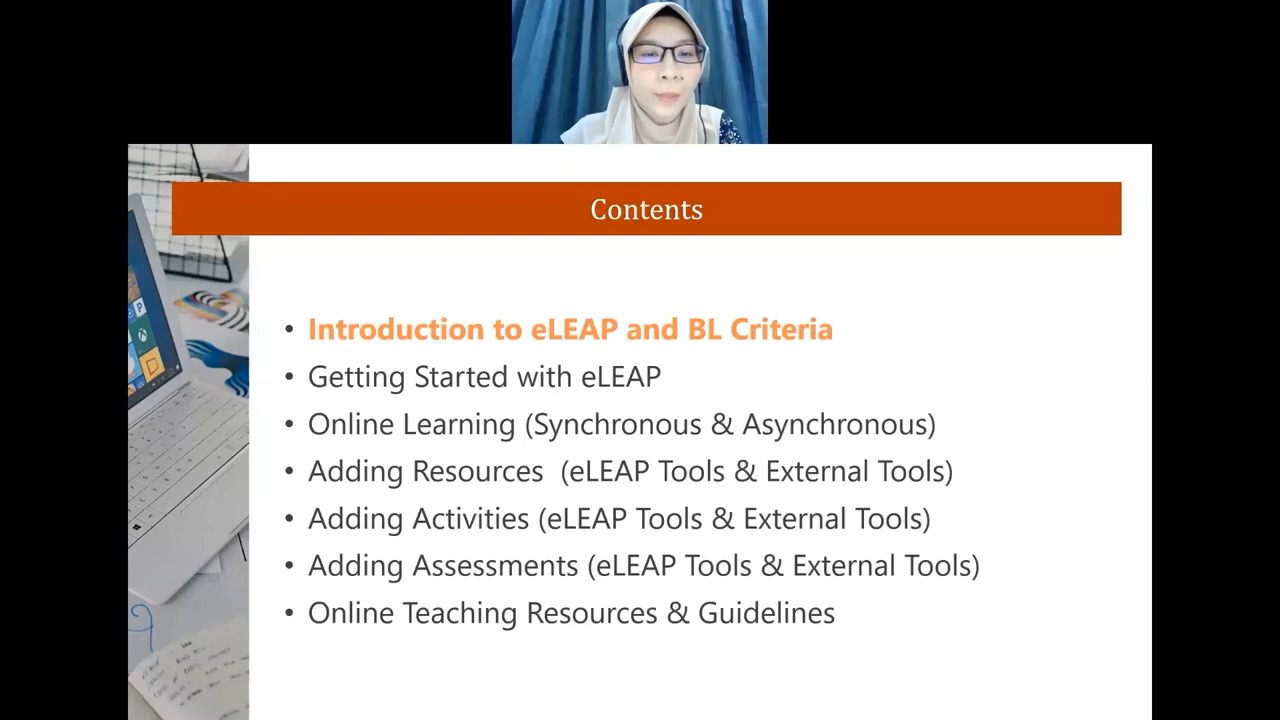 Contents
• Introduction to eLEAP and BL Criteria
• Getting Started with eLEAP
• Online Learning (Synchronous & Asynchronous)
• Adding Resources (eLEAP Tools & External Tools)
• Adding Activities (eLEAP Tools & External Tools)
• Adding Assessments (eLEAP Tools & External Tools)
• Online Teaching Resources & Guidelines